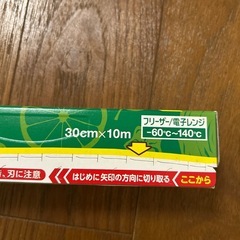 フリーザー/電子レンジ
30cm×10m
-60℃~140℃
、刃に注意
はじめに矢印の方向に切り取る
ここから